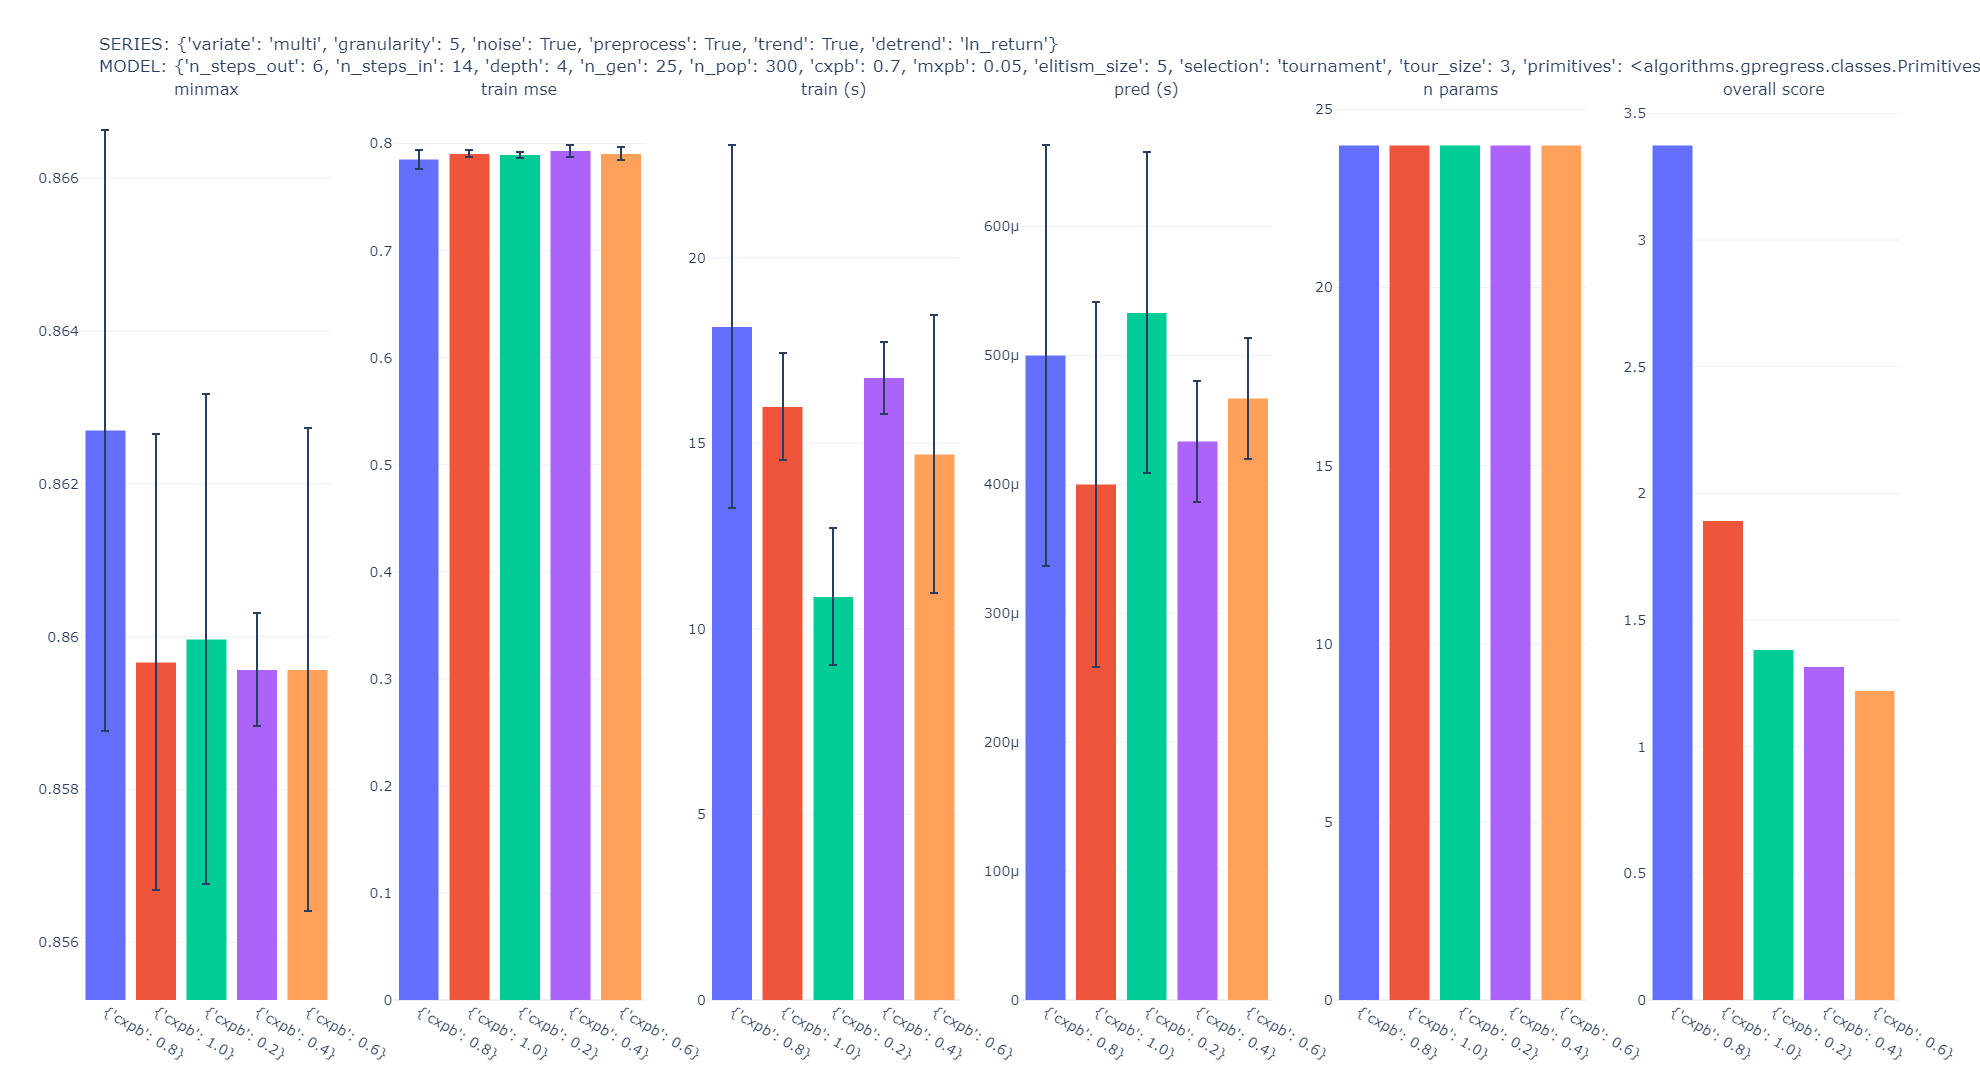 SERIES: {'variate': 'multi', 'granularity': 5, 'noise': True, 'preprocess': True, 'trend': True, 'detrend': 'ln_return'}
MODEL: {'n_steps_out': 6, 'n_steps_in': 14, 'depth': 4, 'n_gen': 25, 'n_pop': 300, 'cxpb': 0.7, 'mxpb': 0.05, 'elitism_size': 5, 'selection': 'tournament', 'tour_size': 3, 'primitives': <algorithms.gpregress.classes.Primitives
minmax
0.866
0.864
0.862
0.86
0.858
0.856
{'cxpb': 0.8}
{'cxpb': 1.0}
{'cxpb': 0.2}
{'cxpb': 0.4}
{'cxpb': 0.6}
train mse
0.8
0.7
0.6
0.5
0.4
0.3
0.2
0.1
0
{'cxpb': 0.8}
{'cxpb': 1.0}
{'cxpb': 0.2}
{'cxpb': 0.4}
{'cxpb': 0.6}
train (s)
20
15
10
5
0
{'cxpb': 0.8}
{'cxpb': 1.0}
{'cxpb': 0.2}
{'cxpb': 0.4}
{'cxpb': 0.6}
pred (s)
600μ
500μ
400μ
300μ
200μ
100μ
0
{'cxpb': 0.8}
{'cxpb': 1.0}
{'cxpb': 0.2}
{'cxpb': 0.4}
{'cxpb': 0.6}
n params
25
20
15
10
5
0
{'cxpb': 0.8}
{'cxpb': 1.0}
{'cxpb': 0.2}
{'cxpb': 0.4}
{'cxpb': 0.6}
overall score
3.5
3
2.5
2
1.5
1
0.5
0
{'cxpb': 0.8}
{'cxpb': 1.0}
{'cxpb': 0.2}
{'cxpb': 0.4}
{'cxpb': 0.6}